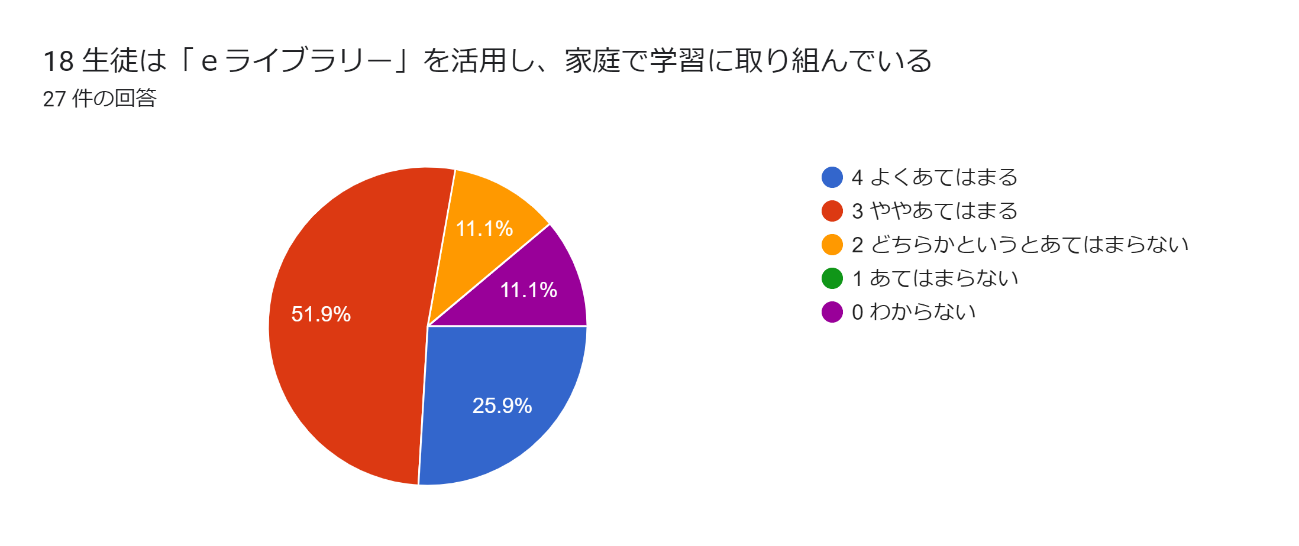 18 生徒は「ｅライブラリー」を活用し、家庭で学習に取り組んでいる
27 件の回答
4 よくあてはまる
3 ややあてはまる
2 どちらかというとあてはまらない
1 あてはまらない
0 わからない
11.1%
11.1%
51.9%
25.9%